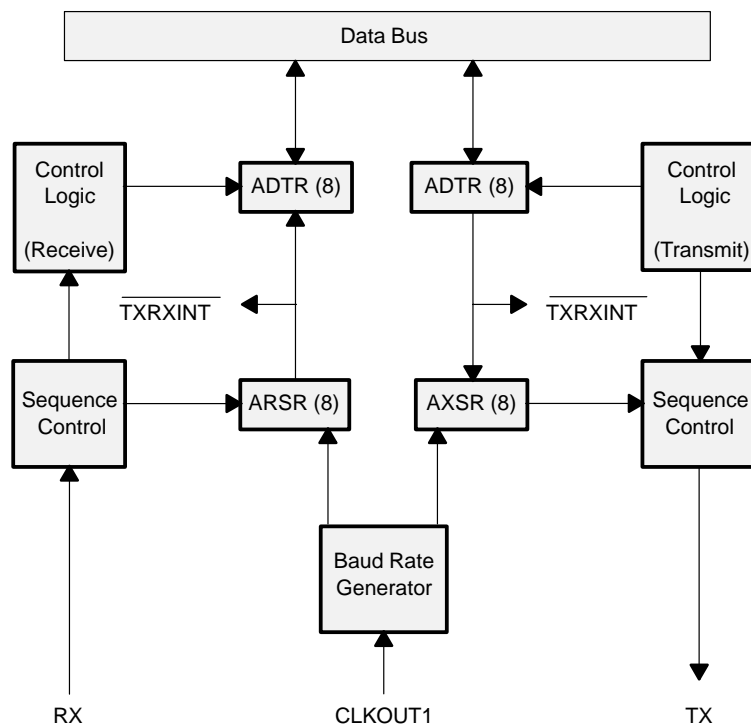 Data Bus
Control
Logic
(Receive)
ADTR (8)
ADTR (8)
Control
Logic
(Transmit)
TXRXINT
TXRXINT
Sequence
Control
ARSR (8)
AXSR (8)
Sequence
Control
Baud Rate
Generator
RX
CLKOUT1
TX